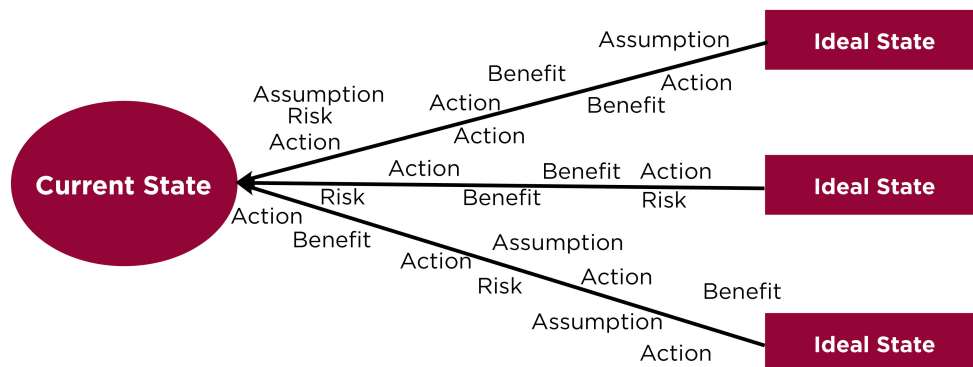 Ideal State
Assumption
Benefit
Action
Assumption
Action
Benefit
Risk
Action
Action
Current State
Action
Benefit
Action
Ideal State
Risk
Benefit
Risk
Action
Benefit
Assumption
Action
Action
Risk
Benefit
Assumption
Action
Ideal State